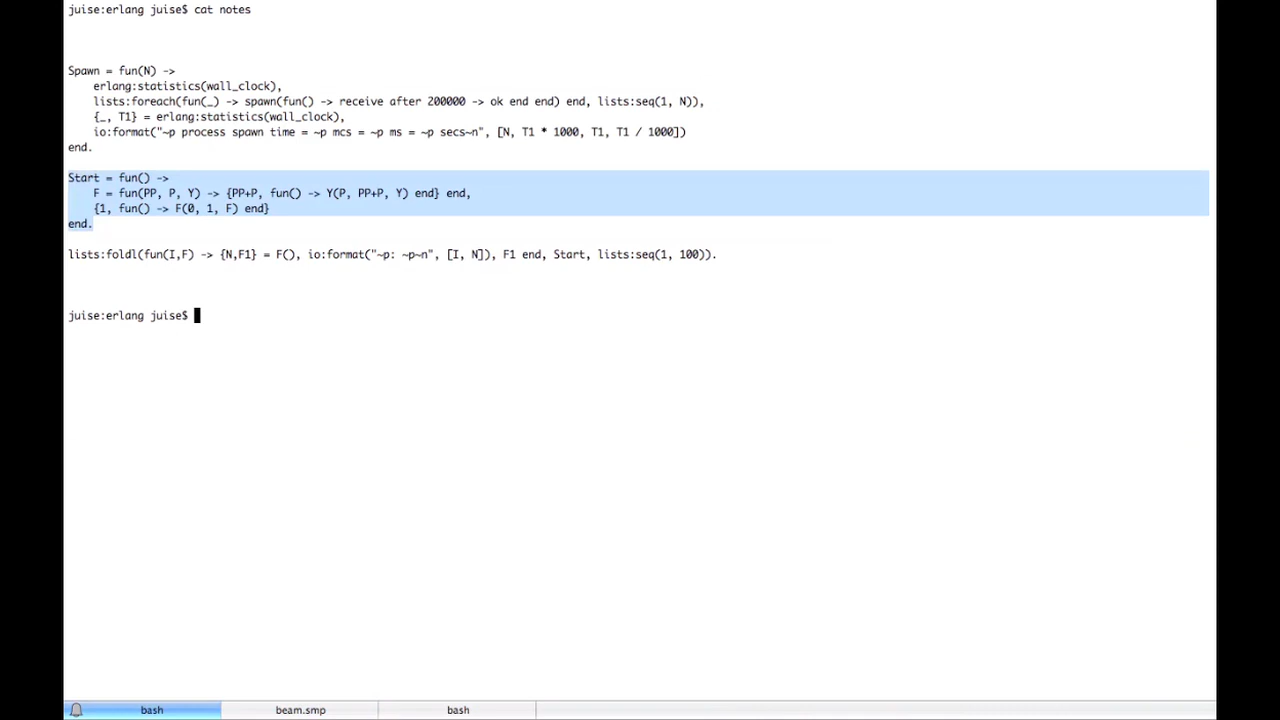 juise:erlang juise$ cat notes
Spawn = fun(N) ->
    erlang:statistics(wall_clock),
    lists:foreach(fun(_) -> spawn(fun() -> receive after 200000 -> ok end end) end, lists:seq(1, N)),
    {_, T1} = erlang:statistics(wall_clock),
    io:format("~p process spawn time = ~p mcs = ~p ms = ~p secs~n", [N, T1 * 1000, T1, T1 / 1000])
end.
Start = fun() ->
    F = fun(PP, P, Y) -> {PP+P, fun() -> Y(P, PP+P, Y) end} end,
    {1, fun() -> F(0, 1, F) end}
end.
lists:foldl(fun(I,F) -> {N,F1} = F(), io:format("~p: ~p~n", [I, N]), F1 end, Start, lists:seq(1, 100)).
juise:erlang juise$
bash beam.smp bash